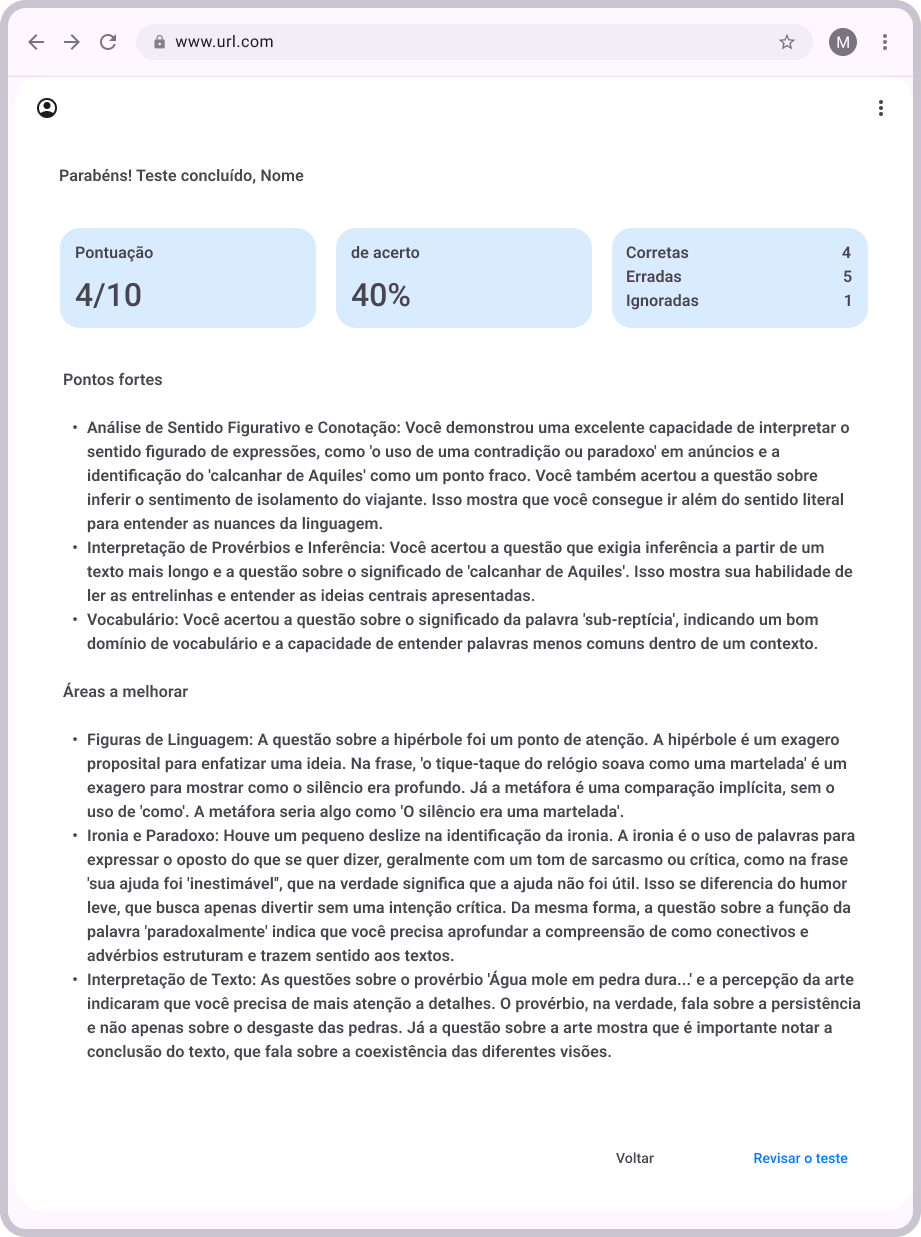 www.url.com
M
Parabéns! Teste concluído, Nome
Pontuação
4/10
de acerto
40%
Corretas 4
Erradas 5
Ignoradas 1
Pontos fortes
• Análise de Sentido Figurativo e Conotação: Você demonstrou uma excelente capacidade de interpretar o
sentido figurado de expressões, como 'o uso de uma contradição ou paradoxo' em anúncios e a
identificação do 'calcanhar de Aquiles' como um ponto fraco. Você também acertou a questão sobre
inferir o sentimento de isolamento do viajante. Isso mostra que você consegue ir além do sentido literal
para entender as nuances da linguagem.
• Interpretação de Provérbios e Inferência: Você acertou a questão que exigia inferência a partir de um
texto mais longo e a questão sobre o significado de 'calcanhar de Aquiles'. Isso mostra sua habilidade de
ler as entrelinhas e entender as ideias centrais apresentadas.
• Vocabulário: Você acertou a questão sobre o significado da palavra 'sub-reptícia', indicando um bom
domínio de vocabulário e a capacidade de entender palavras menos comuns dentro de um contexto.
Áreas a melhorar
• Figuras de Linguagem: A questão sobre a hipérbole foi um ponto de atenção. A hipérbole é um exagero
proposital para enfatizar uma ideia. Na frase, 'o tique-taque do relógio soava como uma martelada' é um
exagero para mostrar como o silêncio era profundo. Já a metáfora é uma comparação implícita, sem o
uso de 'como'. A metáfora seria algo como 'O silêncio era uma martelada'.
• Ironia e Paradoxo: Houve um pequeno deslize na identificação da ironia. A ironia é o uso de palavras para
expressar o oposto do que se quer dizer, geralmente com um tom de sarcasmo ou crítica, como na frase
'sua ajuda foi 'inestimável'', que na verdade significa que a ajuda não foi útil. Isso se diferencia do humor
leve, que busca apenas divertir sem uma intenção crítica. Da mesma forma, a questão sobre a função da
palavra 'paradoxalmente' indica que você precisa aprofundar a compreensão de como conectivos e
advérbios estruturam e trazem sentido aos textos.
• Interpretação de Texto: As questões sobre o provérbio 'Água mole em pedra dura...' e a percepção da arte
indicaram que você precisa de mais atenção a detalhes. O provérbio, na verdade, fala sobre a persistência
e não apenas sobre o desgaste das pedras. Já a questão sobre a arte mostra que é importante notar a
conclusão do texto, que fala sobre a coexistência das diferentes visões.
Voltar
Revisar o teste